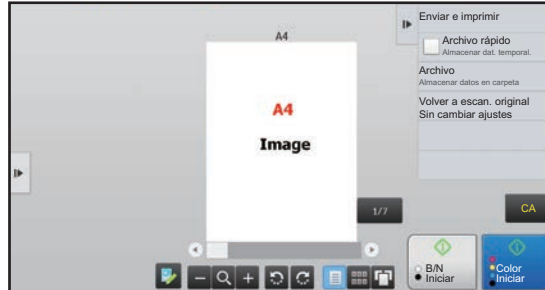 A4
A4
Image
1/7
Enviar e imprimir
Archivo rápido
Almacenar dat. temporal.
Archivo
Almacenar datos en carpeta
Volver a escan. original
Sin cambiar ajustes
CA
B/N
Iniciar
Color
Iniciar